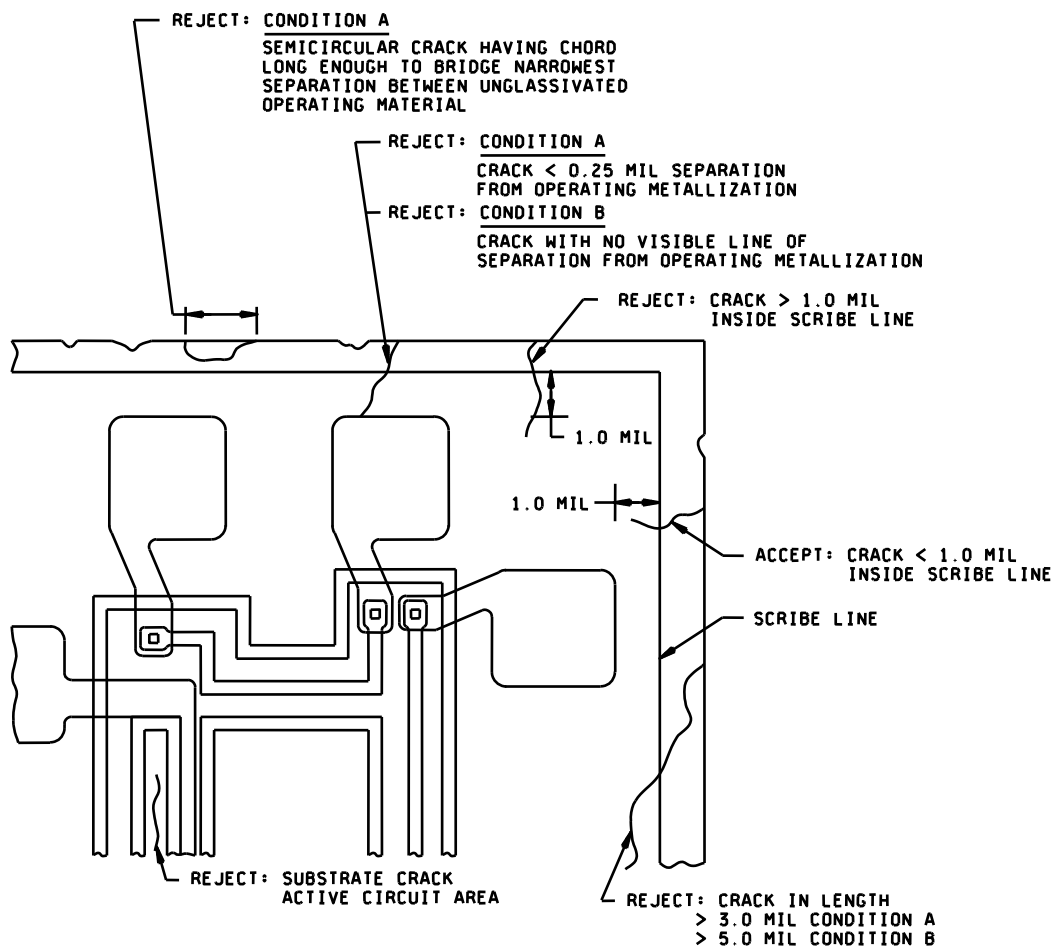 REJECT: CONDITION A
SEMICIRCULAR CRACK HAVING CHORD
LONG ENOUGH TO BRIDGE NARROWEST
SEPARATION BETWEEN UNGLASSIVATED
OPERATING MATERIAL
REJECT: CONDITION A
CRACK < 0.25 MIL SEPARATION
FROM OPERATING METALLIZATION
REJECT: CONDITION B
CRACK WITH NO VISIBLE LINE OF
SEPARATION FROM OPERATING METALLIZATION
REJECT: CRACK > 1.0 MIL
INSIDE SCRIBE LINE
1.0 MIL
1.0 MIL
ACCEPT: CRACK < 1.0 MIL
INSIDE SCRIBE LINE
SCRIBE LINE
REJECT: SUBSTRATE CRACK
ACTIVE CIRCUIT AREA
REJECT: CRACK IN LENGTH
> 3.0 MIL CONDITION A
> 5.0 MIL CONDITION B